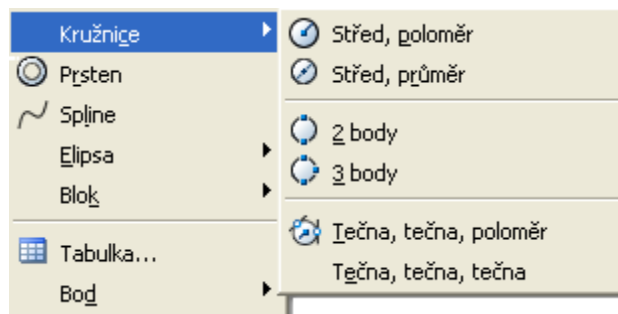 Kružnice
Prsten
Spline
Elipsa
Blok
Tabulka...
Bod
Střed, poloměr
Střed, průměr
2 body
3 body
Tečna, tečna, poloměr
Tečna, tečna, tečna